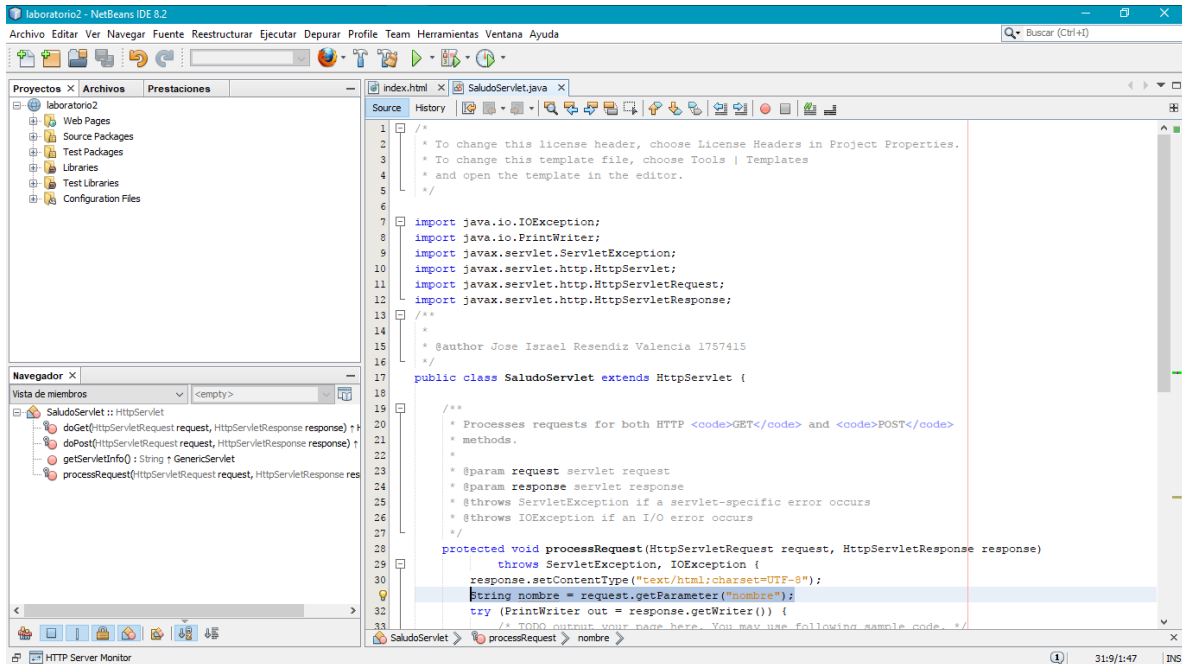 laboratorio2 - NetBeans IDE 8.2
Archivo Editar Ver Navegar Fuente Reestructurar Ejecutar Depurar Profile Team Herramientas Ventana Ayuda
Buscar (Ctrl+I)
Proyectos Archivos Prestaciones
laboratorio2
Web Pages
Source Packages
Test Packages
Libraries
Test Libraries
Configuration Files
Navegador
Vista de miembros <empty>
SaludoServlet :: HttpServlet
doGet(HttpServletRequest request, HttpServletResponse response) ↑ H
doPost(HttpServletRequest request, HttpServletResponse response) ↑
getServletInfo() : String ↑ GenericServlet
processRequest(HttpServletRequest request, HttpServletResponse res
index.html SaludoServlet.java
Source History
1 /*
2 * To change this license header, choose License Headers in Project Properties.
3 * To change this template file, choose Tools | Templates
4 * and open the template in the editor.
5 */
6
7 import java.io.IOException;
8 import java.io.PrintWriter;
9 import javax.servlet.ServletException;
10 import javax.servlet.http.HttpServlet;
11 import javax.servlet.http.HttpServletRequest;
12 import javax.servlet.http.HttpServletResponse;
13 /**
14 *
15 * @author Jose Israel Resendiz Valencia 1757415
16 */
17 public class SaludoServlet extends HttpServlet {
18
19 /**
20 * Processes requests for both HTTP <code>GET</code> and <code>POST</code>
21 * methods.
22 *
23 * @param request servlet request
24 * @param response servlet response
25 * @throws ServletException if a servlet-specific error occurs
26 * @throws IOException if an I/O error occurs
27 */
28 protected void processRequest(HttpServletRequest request, HttpServletResponse response)
29 throws ServletException, IOException {
30 response.setContentType("text/html;charset=UTF-8");
String nombre = request.getParameter("nombre");
32 try (PrintWriter out = response.getWriter()) {
33 /* TODO output your page here. You may use following sample code. */
SaludoServlet processRequest nombre
HTTP Server Monitor
1 31:9/1:47 INS